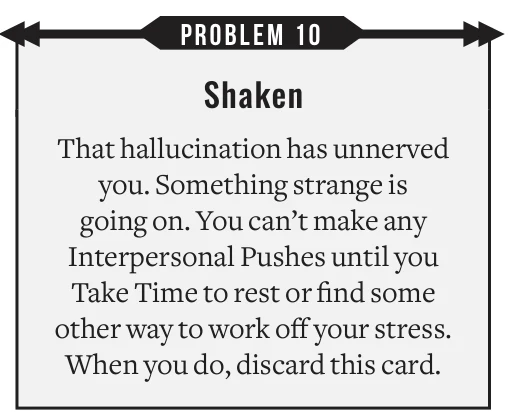 PROBLEM 10
Shaken
That hallucination has unnerved
you. Something strange is
going on. You can’t make any
Interpersonal Pushes until you
Take Time to rest or find some
other way to work off your stress.
When you do, discard this card.